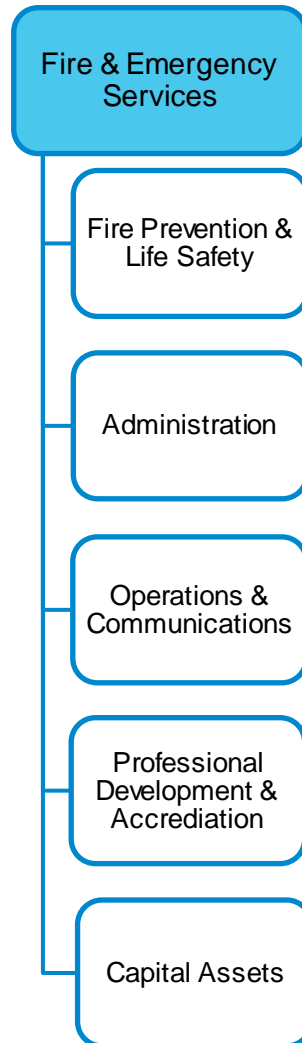 Fire & Emergency
Services
Fire Prevention &
Life Safety
Administration
Operations &
Communications
Professional
Development &
Accrediation
Capital Assets